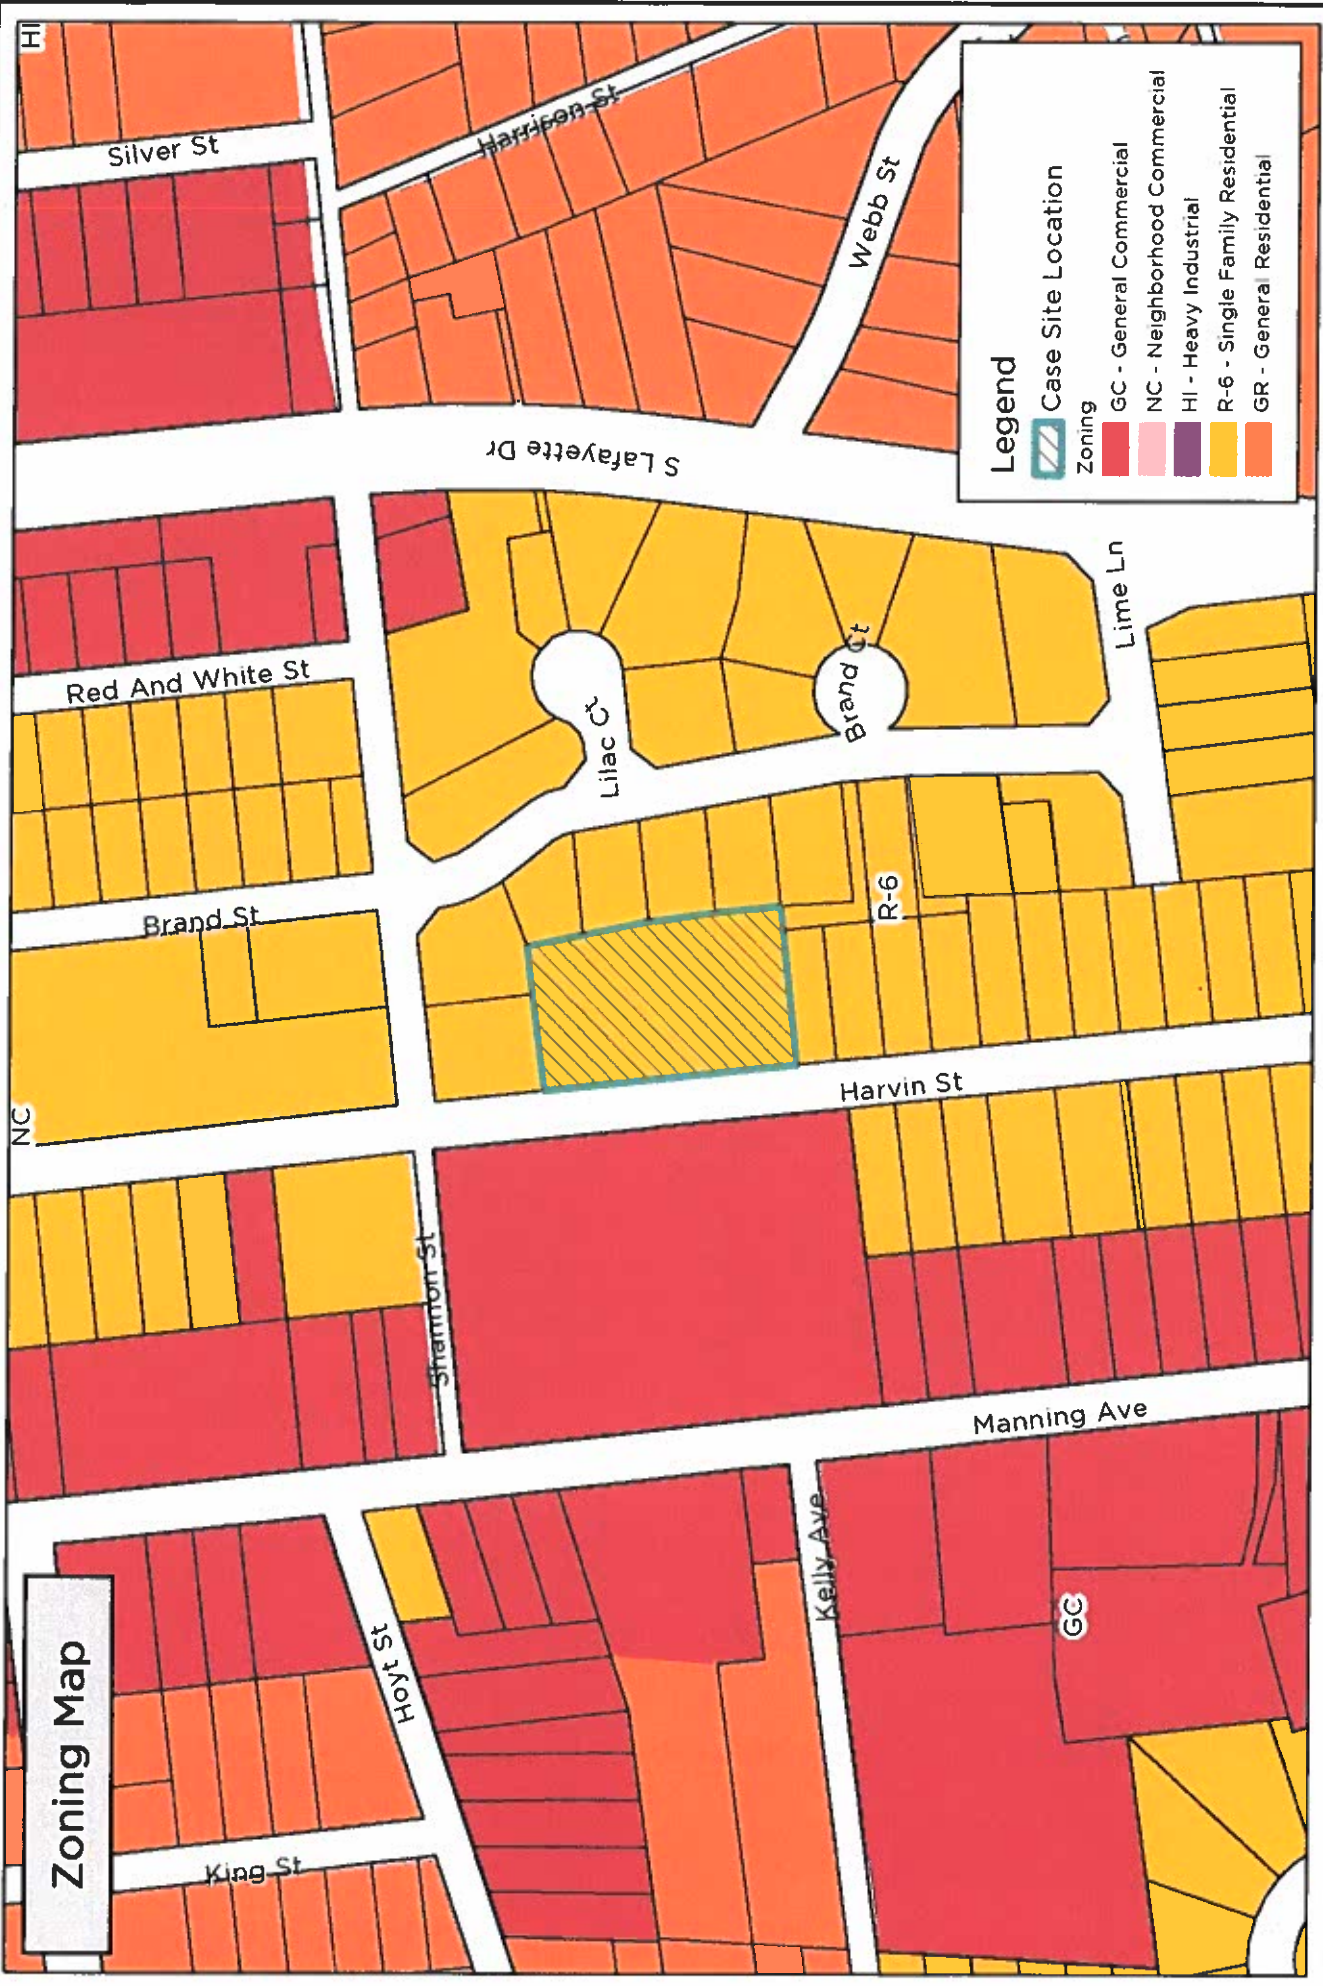 Zoning Map
HI
Silver St
Harrison St
Webb St
S Lafayette Dr
Red And White St
Lilac Ct
Brand Ct
Lime Ln
Brand St
R-6
NC
Harvin St
Shannon St
Manning Ave
Kelly Ave
Hoyt St
GC
King St
Legend
Case Site Location
Zoning
GC - General Commercial
NC - Neighborhood Commercial
HI - Heavy Industrial
R-6 - Single Family Residential
GR - General Residential